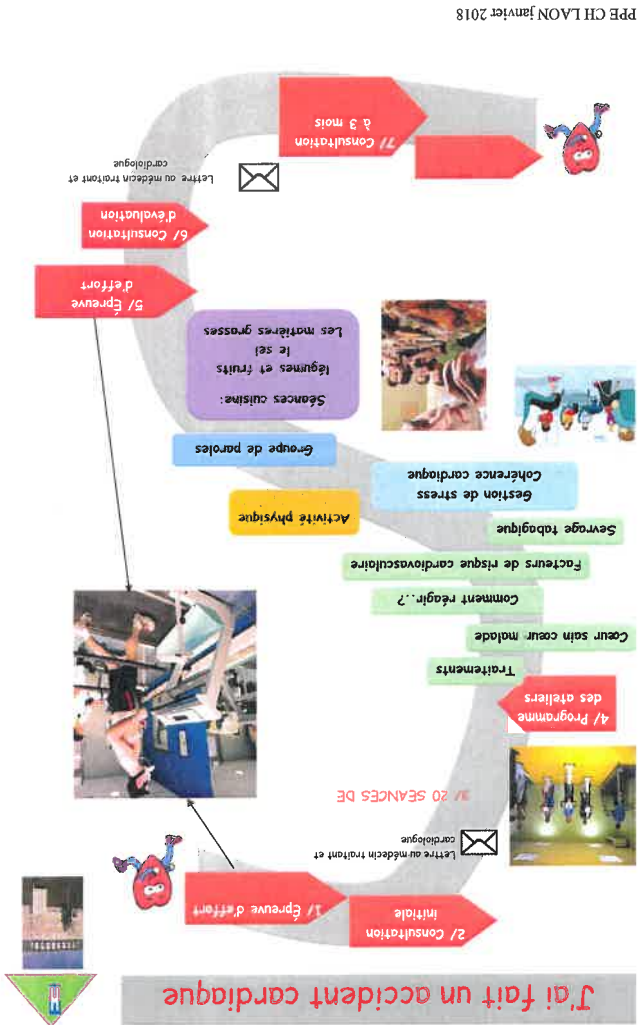 J'ai fait un accident cardiaque
1/ Épreuve d'effort
2/ Consultation
initiale
Lettre au médecin traitant et
cardiologue
3/ 20 SEANCES DE
4/ Programme
des ateliers
Traitements
Cœur sain cœur malade
Comment réagir..?
Facteurs de risque cardiovasculaire
Sevrage tabagique
Gestion de stress
Cohérence cardiaque
Activité physique
Groupe de paroles
Séances cuisine:
légumes et fruits
le sel
Les matières grasses
5/ Épreuve
d'effort
6/ Consultation
d'évaluation
Lettre au médecin traitant et
cardiologue
7/ Consultation
à 3 mois
PPE CH LAON janvier 2018